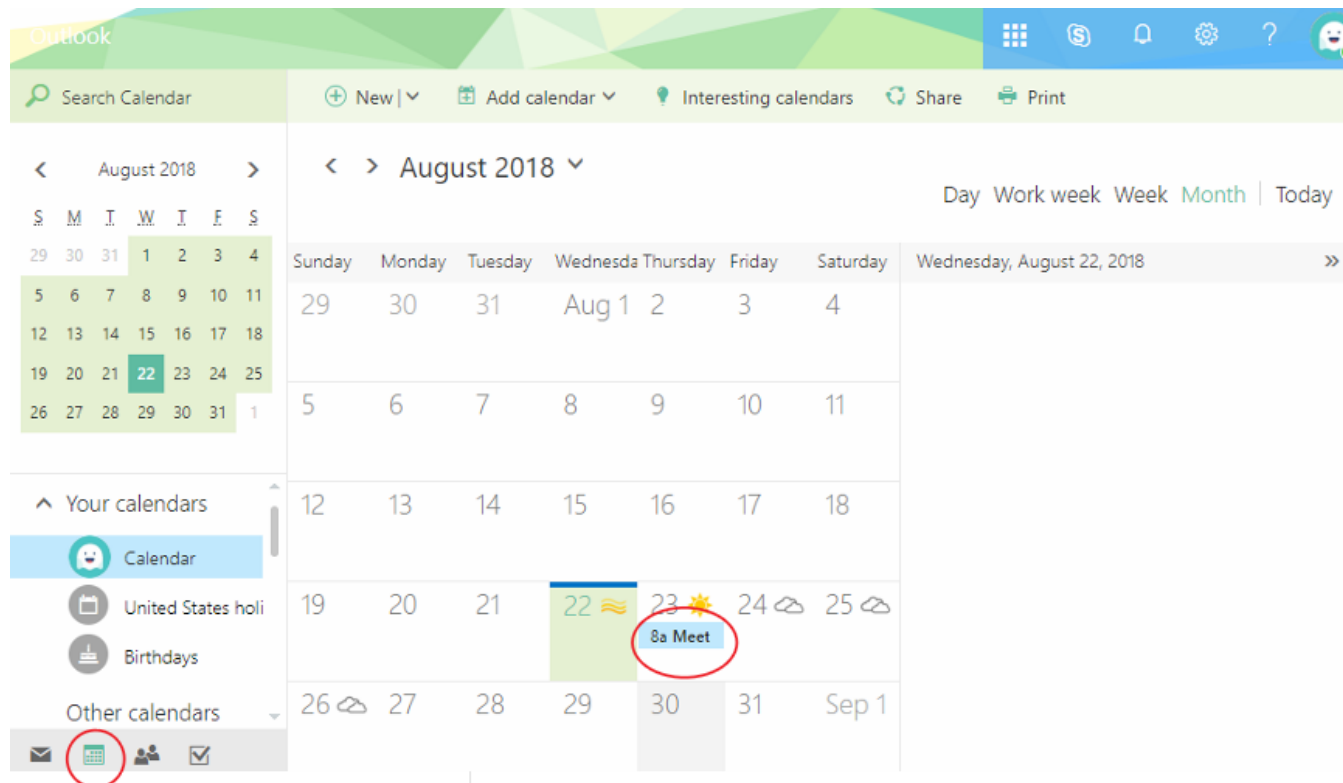 Outlook
Search Calendar
New | Add calendar Interesting calendars Share Print
August 2018
S M T W T F S
29 30 31 1 2 3 4
5 6 7 8 9 10 11
12 13 14 15 16 17 18
19 20 21 22 23 24 25
26 27 28 29 30 31 1
Your calendars
Calendar
United States holi
Birthdays
Other calendars
August 2018
Day Work week Week Month | Today
Sunday Monday Tuesday Wednesda Thursday Friday Saturday
29 30 31 Aug 1 2 3 4
5 6 7 8 9 10 11
12 13 14 15 16 17 18
19 20 21 22 23 24 25
8a Meet
26 27 28 29 30 31 Sep 1
Wednesday, August 22, 2018